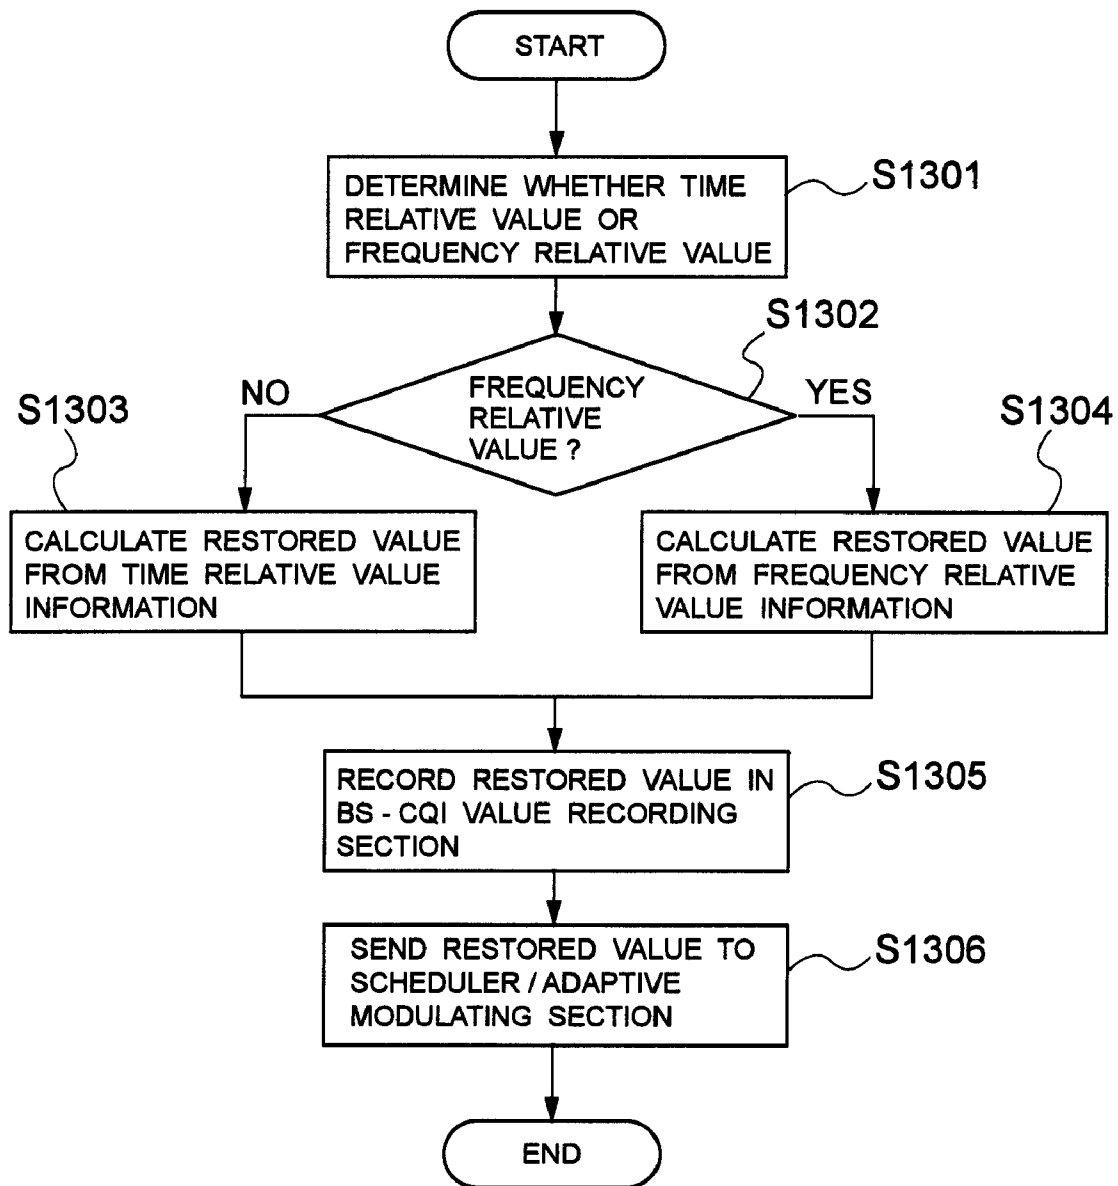 START
S1301
DETERMINE WHETHER TIME
RELATIVE VALUE OR
FREQUENCY RELATIVE VALUE
S1302
FREQUENCY
RELATIVE
VALUE ?
NO
YES
S1303
S1304
CALCULATE RESTORED VALUE
FROM TIME RELATIVE VALUE
INFORMATION
CALCULATE RESTORED VALUE
FROM FREQUENCY RELATIVE
VALUE INFORMATION
RECORD RESTORED VALUE IN
BS - CQI VALUE RECORDING
SECTION
S1305
SEND RESTORED VALUE TO
SCHEDULER / ADAPTIVE
MODULATING SECTION
S1306
END